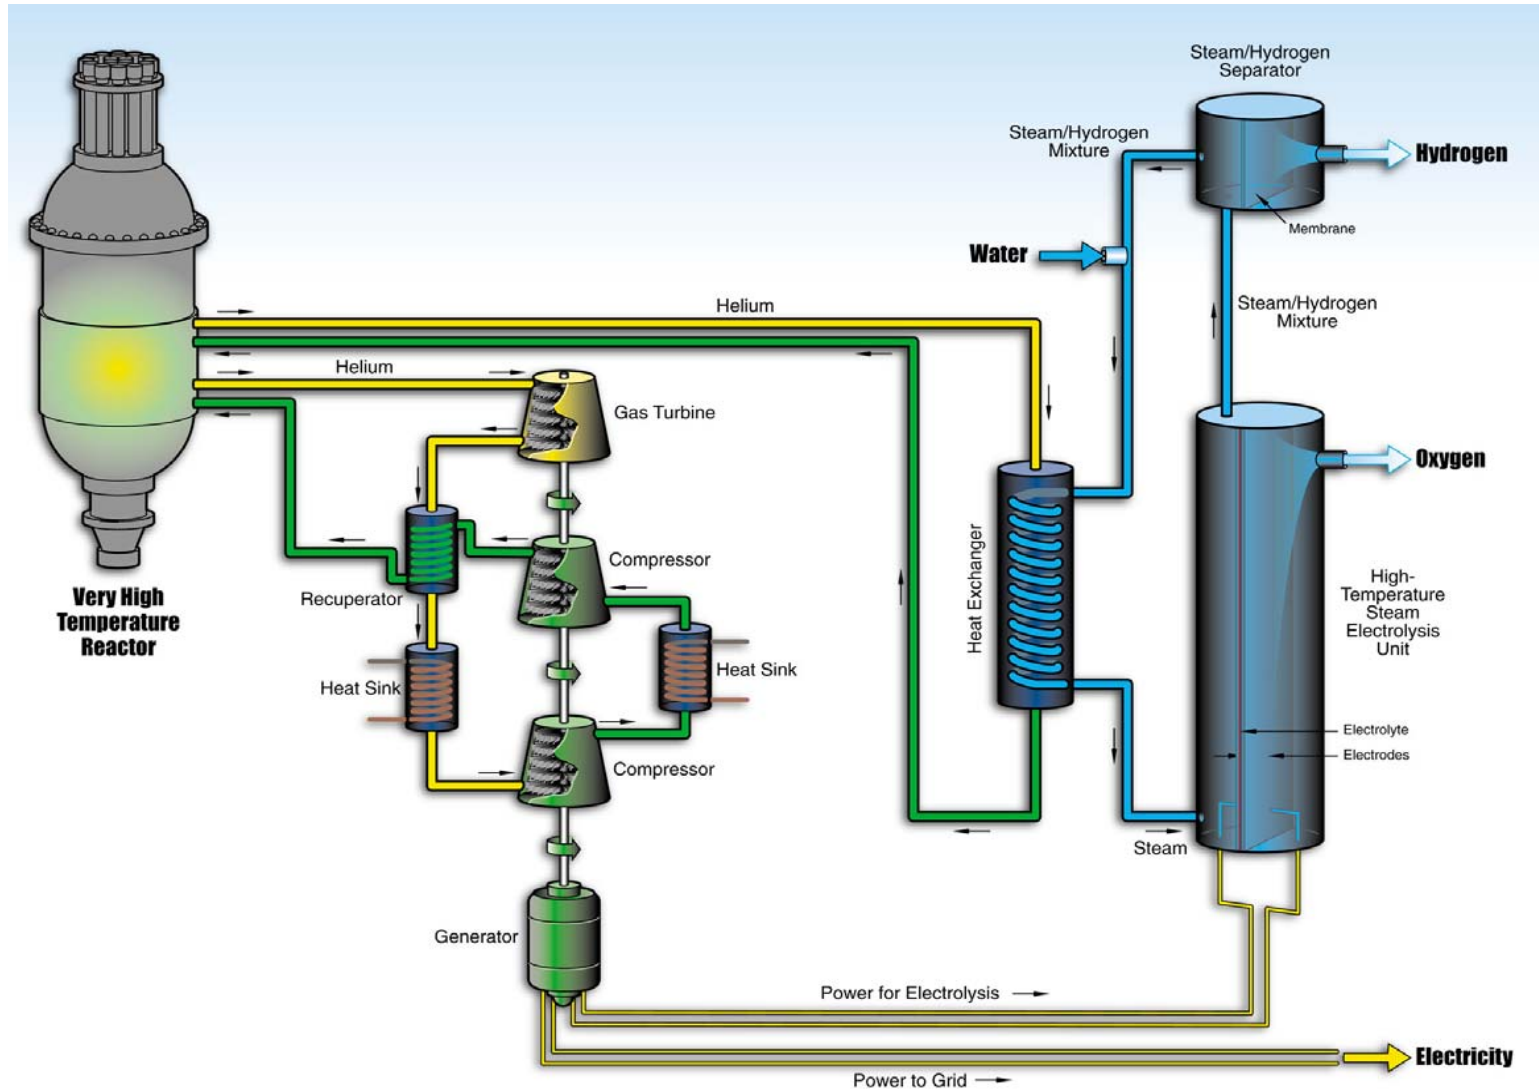 Steam/Hydrogen
Separator
Steam/Hydrogen
Mixture
Hydrogen
Membrane
Water
Steam/Hydrogen
Mixture
Helium
Helium
Gas Turbine
Oxygen
Compressor
Recuperator
Very High
Temperature
Reactor
Heat Exchanger
High-
Temperature
Steam
Electrolysis
Unit
Heat Sink
Heat Sink
Electrolyte
Electrodes
Compressor
Steam
Generator
Power for Electrolysis
Electricity
Power to Grid